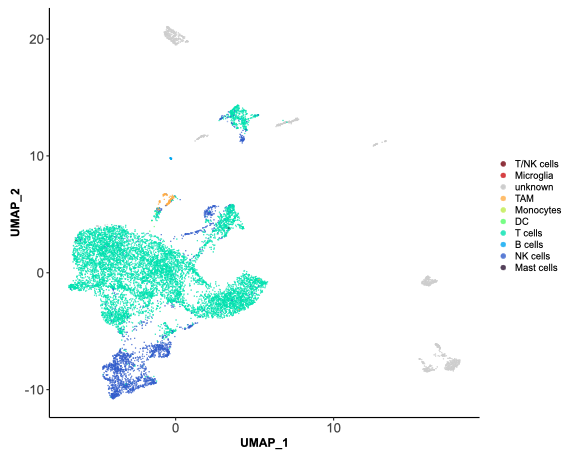 20
10
0
-10
UMAP_2
0
10
UMAP_1
T/NK cells
Microglia
unknown
TAM
Monocytes
DC
T cells
B cells
NK cells
Mast cells